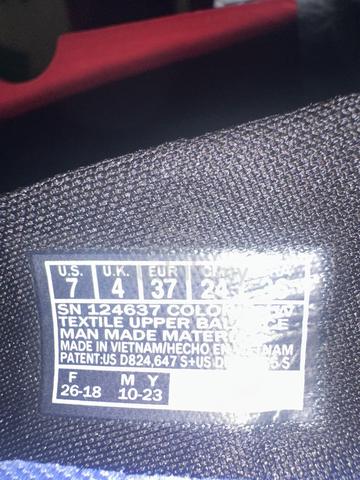 U.S. U.K. EUR
7 4 37 24
SN 124637
TEXTILE UPPER
MAN MADE
MADE IN VIETNAM/HECHO EN VIETNAM
PATENT:US D824,647 S+US
F M Y
26-18 10-23